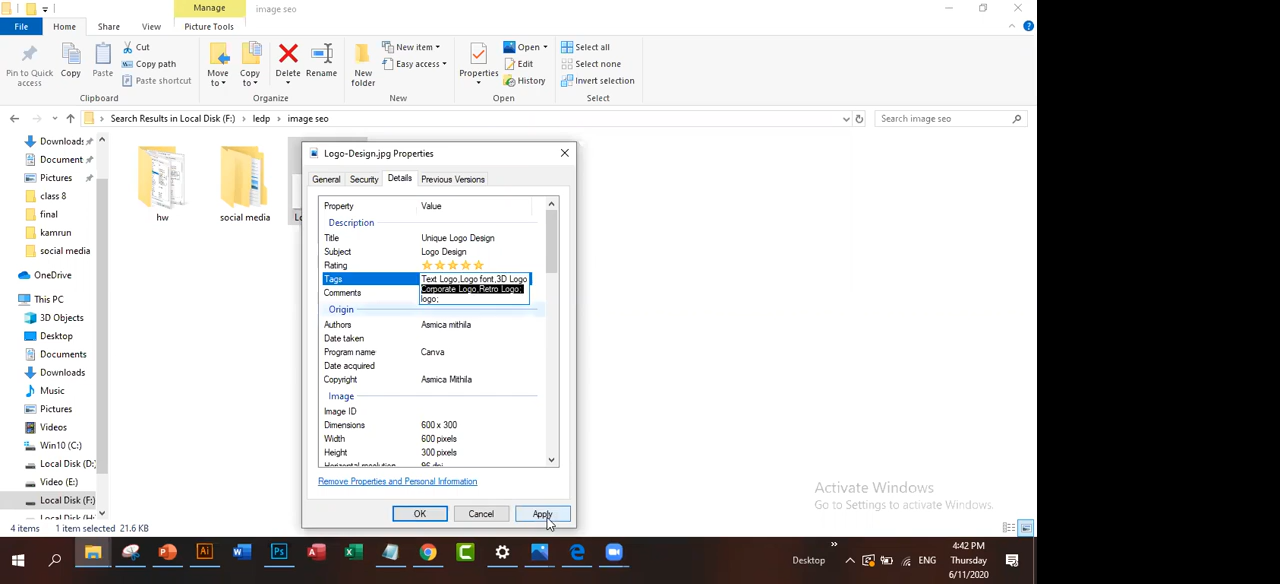 Manage
image seo
File
Home
Share
View
Picture Tools
Pin to Quick access
Copy
Paste
Cut
Copy path
Paste shortcut
Clipboard
Move to
Copy to
Delete
Rename
Organize
New folder
New item
Easy access
New
Properties
Open
Edit
History
Open
Select all
Select none
Invert selection
Select
Search Results in Local Disk (F:) > ledp > image seo
Search image seo
Downloads
Document
Pictures
class 8
final
kamrun
social media
OneDrive
This PC
3D Objects
Desktop
Documents
Downloads
Music
Pictures
Videos
Win10 (C:)
Local Disk (D:)
Video (E:)
Local Disk (F:)
hw
social media
Logo-Design.jpg Properties
General
Security
Details
Previous Versions
Property Value
Description
Title Unique Logo Design
Subject Logo Design
Rating
Tags Text Logo,Logo font,3D Logo
Corporate Logo,Retro Logo;
logo;
Comments
Origin
Authors Asmica mithila
Date taken
Program name Canva
Date acquired
Copyright Asmica Mithila
Image
Image ID
Dimensions 600 x 300
Width 600 pixels
Height 300 pixels
Horizontal resolution 96 dpi
Remove Properties and Personal Information
OK
Cancel
Apply
Activate Windows
Go to Settings to activate Windows.
4 items 1 item selected 21.6 KB
Desktop
ENG
4:42 PM
Thursday
6/11/2020